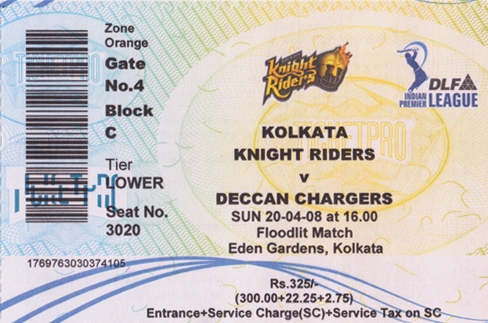 Zone
Orange
Gate
No.4
Block
C
Tier
LOWER
Seat No.
3020
1769763030374105
Knight
Riders
DLF
INDIAN
PREMIER LEAGUE
TICKETPRO
KOLKATA
KNIGHT RIDERS
v
DECCAN CHARGERS
SUN 20-04-08 at 16.00
Floodlit Match
Eden Gardens, Kolkata
Rs.325/-
(300.00+22.25+2.75)
Entrance+Service Charge(SC)+Service Tax on SC